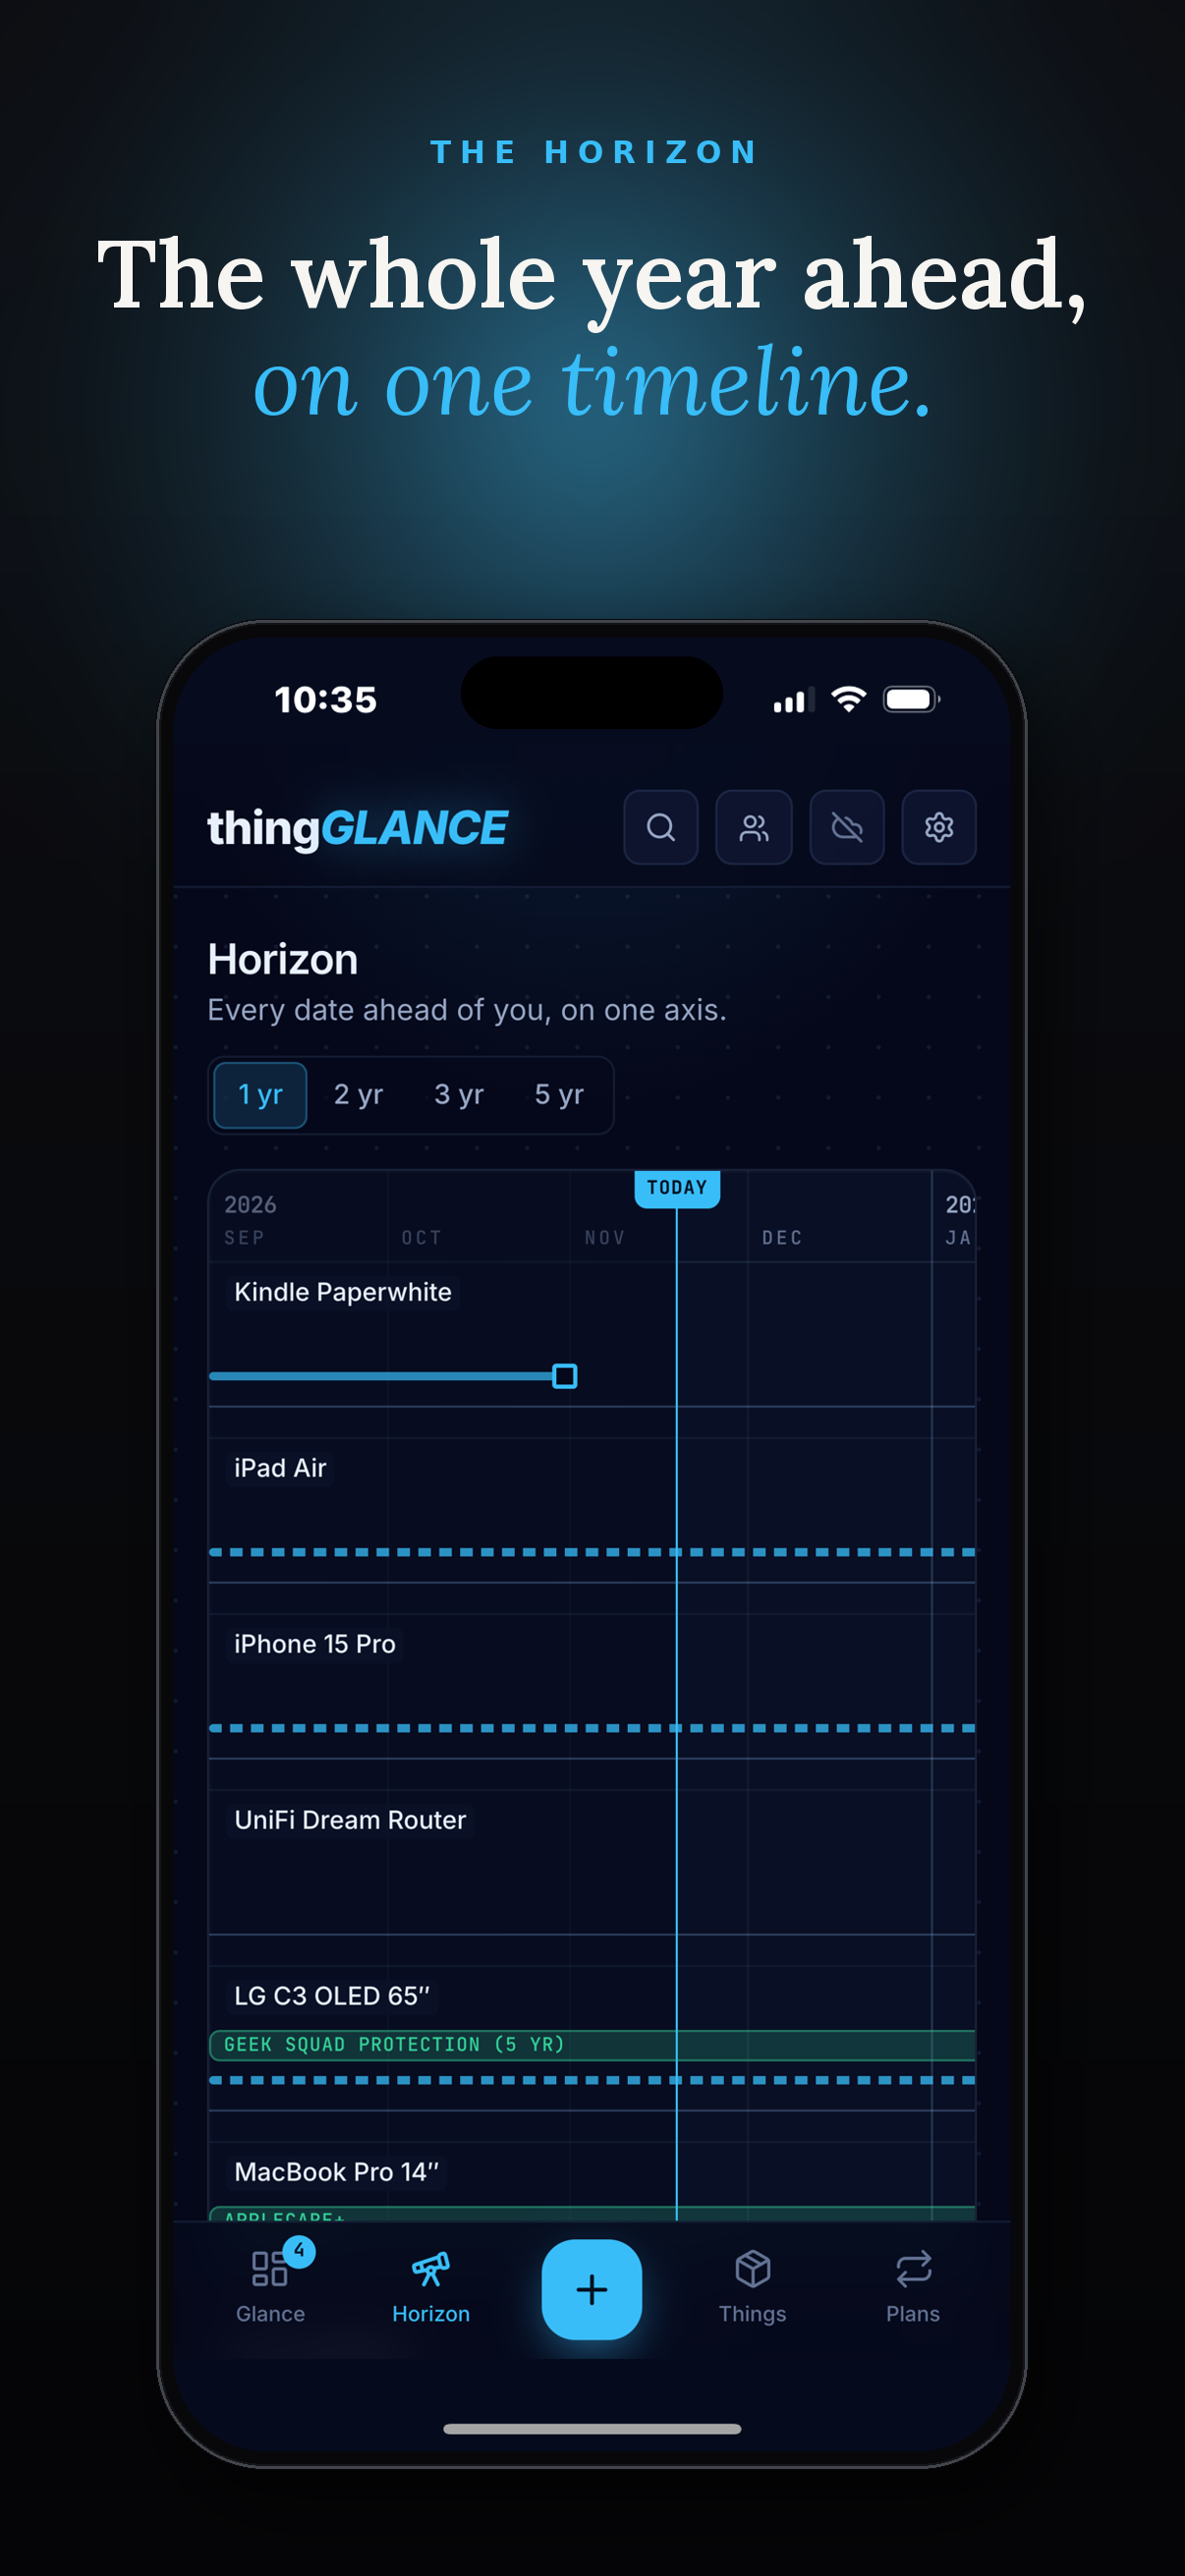 THE HORIZON
The whole year ahead,
on one timeline.
10:35
thingGLANCE
Horizon
Every date ahead of you, on one axis.
1 yr 2 yr 3 yr 5 yr
TODAY
2026
SEP OCT NOV DEC JA
Kindle Paperwhite
iPad Air
iPhone 15 Pro
UniFi Dream Router
LG C3 OLED 65″
GEEK SQUAD PROTECTION (5 YR)
MacBook Pro 14″
APPLECARE+
4
Glance Horizon Things Plans